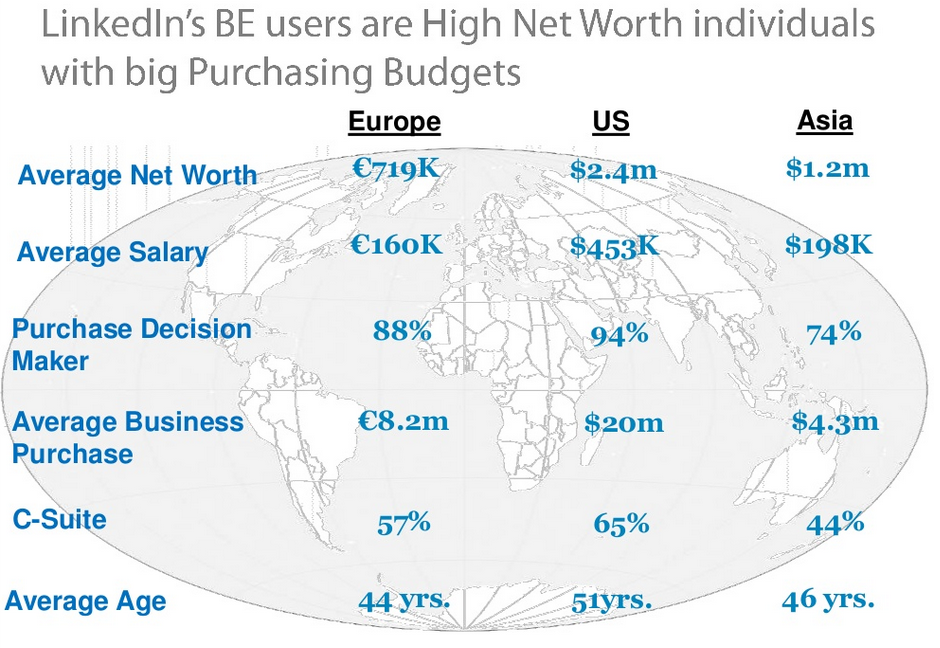 LinkedIn's BE users are High Net Worth individuals
with big Purchasing Budgets
Europe US Asia
Average Net Worth €719K $2.4m $1.2m
Average Salary €160K $453K $198K
Purchase Decision
Maker 88% 94% 74%
Average Business
Purchase €8.2m $20m $4.3m
C-Suite 57% 65% 44%
Average Age 44 yrs. 51yrs. 46 yrs.